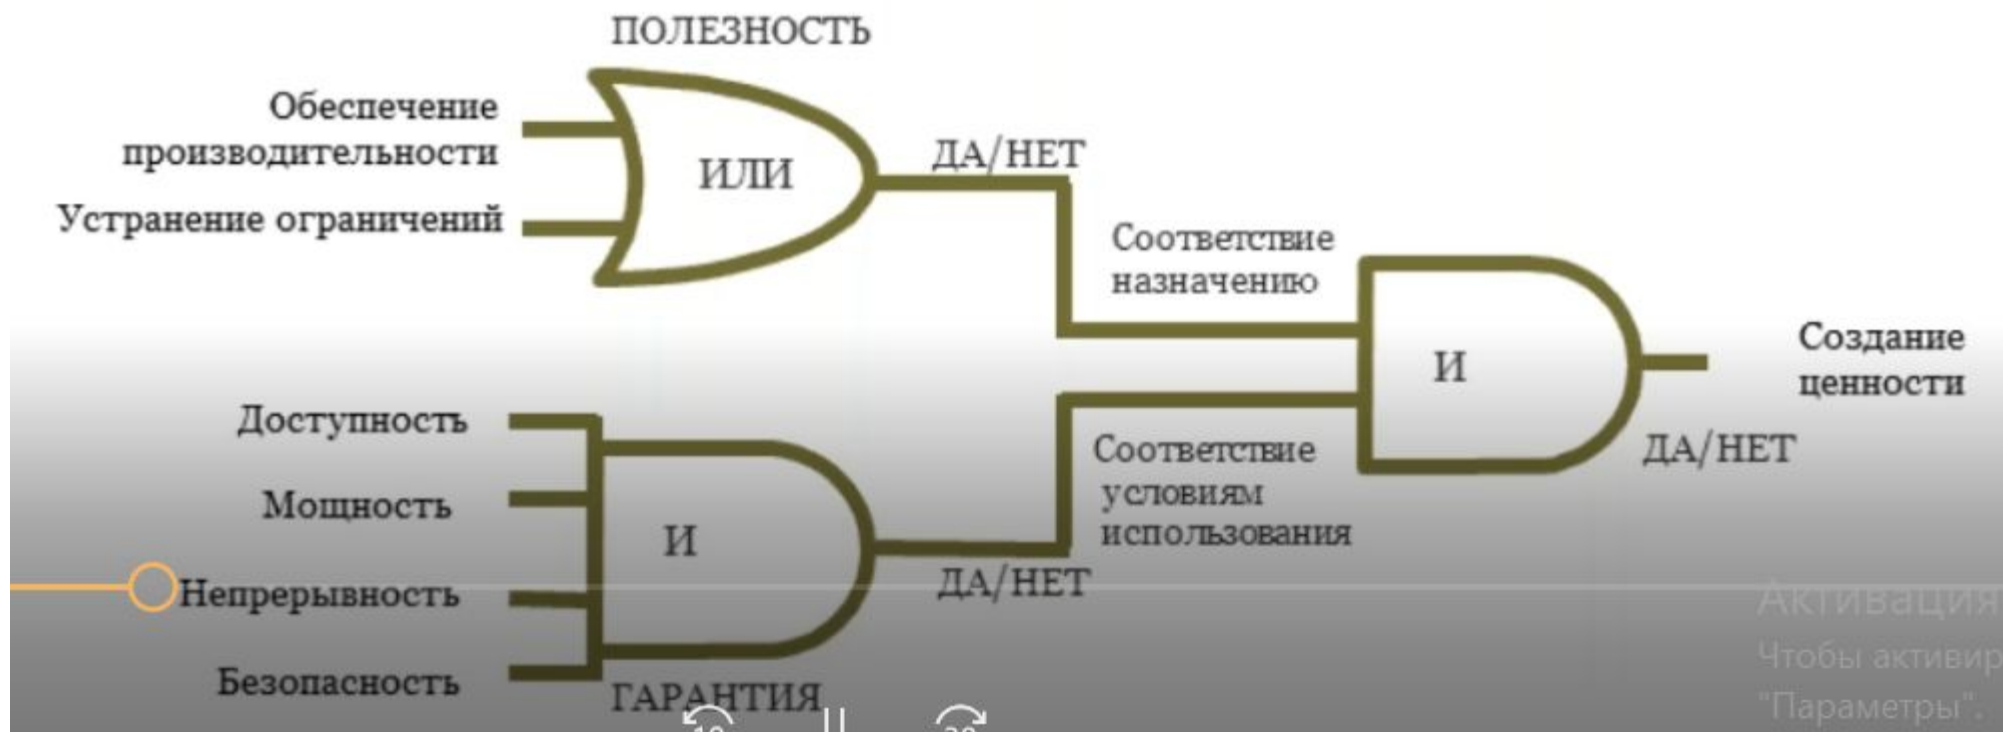 ПОЛЕЗНОСТЬ
Обеспечение
производительности
Устранение ограничений
ИЛИ
ДА/НЕТ
Соответствие
назначению
И
Создание
ценности
ДА/НЕТ
Доступность
Мощность
Непрерывность
Безопасность
И
ГАРАНТИЯ
ДА/НЕТ
Соответствие
условиям
использования
Активация
Чтобы активир
"Параметры".